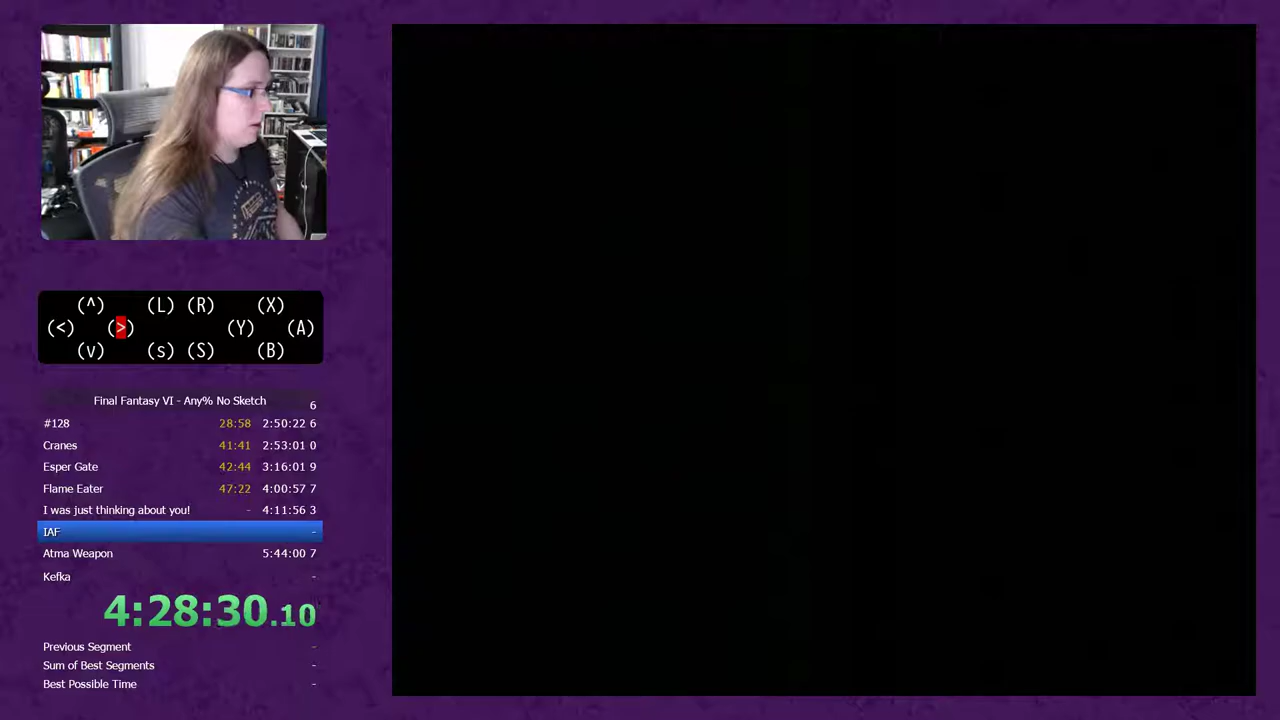 (^) (L) (R) (X)
(<) (>) (Y) (A)
(v) (s) (S) (B)
Final Fantasy VI - Any% No Sketch 6
#128 28:58 2:50:22 6
Cranes 41:41 2:53:01 0
Esper Gate 42:44 3:16:01 9
Flame Eater 47:22 4:00:57 7
I was just thinking about you! - 4:11:56 3
IAF -
Atma Weapon 5:44:00 7
Kefka -
4:28:30.10
Previous Segment -
Sum of Best Segments -
Best Possible Time -